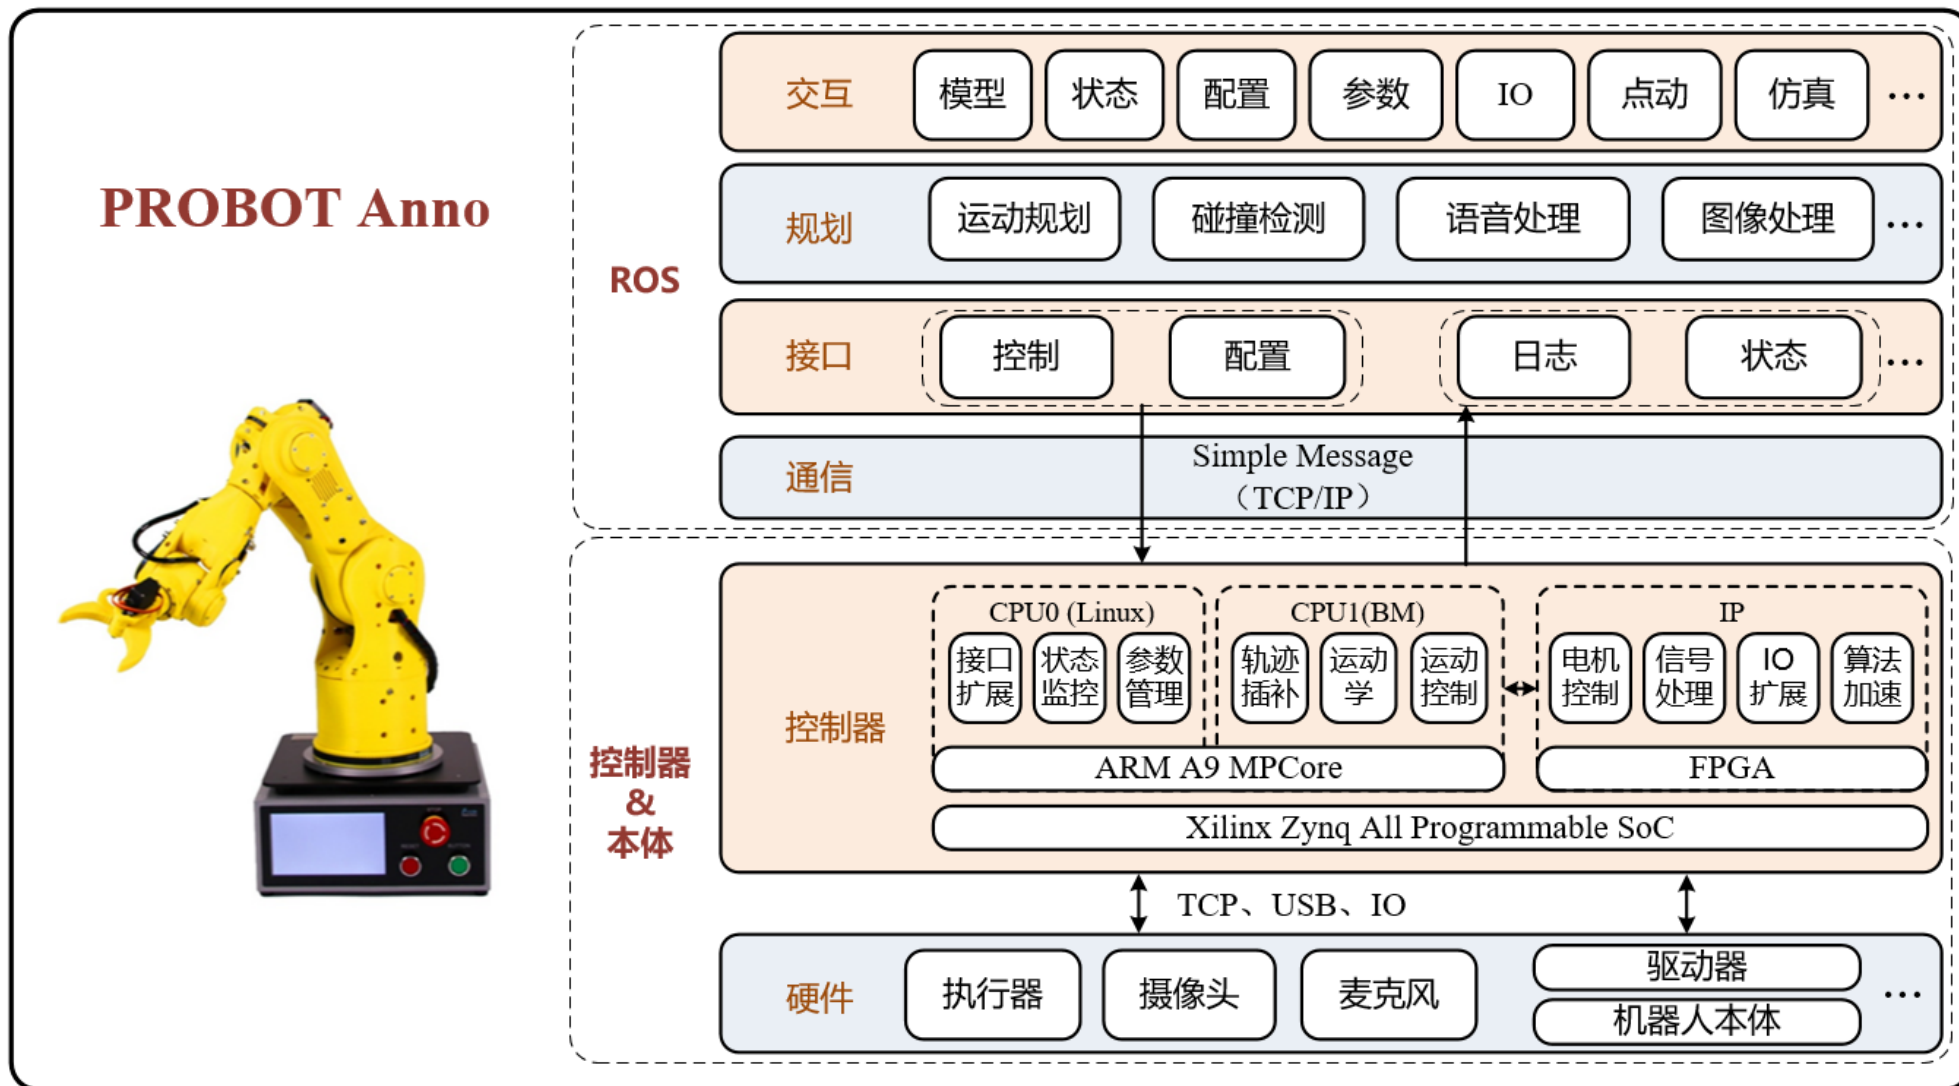 PROBOT Anno
ROS
交互
模型
状态
配置
参数
IO
点动
仿真
...
规划
运动规划
碰撞检测
语音处理
图像处理
...
接口
控制
配置
日志
状态
...
通信
Simple Message
（TCP/IP）
控制器
&
本体
控制器
CPU0 (Linux)
接口
扩展
状态
监控
参数
管理
CPU1(BM)
轨迹
插补
运动
学
运动
控制
IP
电机
控制
信号
处理
IO
扩展
算法
加速
ARM A9 MPCore
FPGA
Xilinx Zynq All Programmable SoC
TCP、USB、IO
硬件
执行器
摄像头
麦克风
驱动器
机器人本体
...